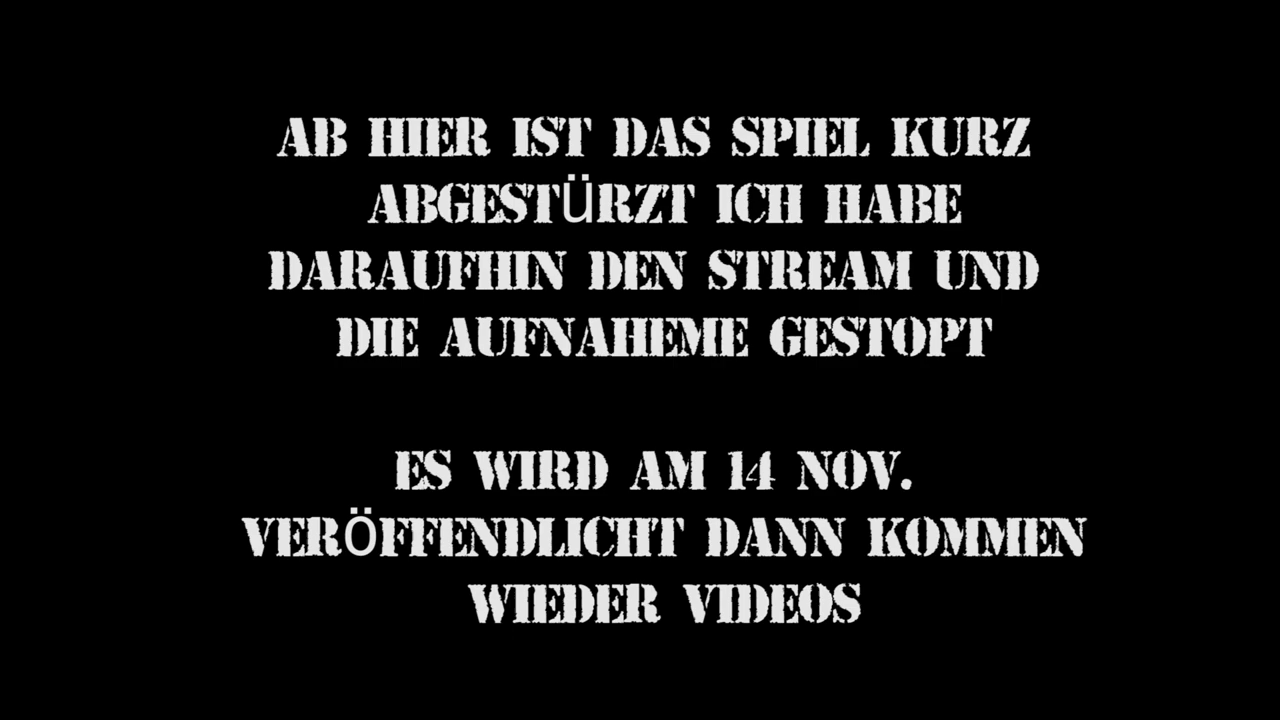 AB HIER IST DAS SPIEL KURZ
ABGESTÜRZT ICH HABE
DARAUFHIN DEN STREAM UND
DIE AUFNAHEME GESTOPT
ES WIRD AM 14 NOV.
VERÖFFENDLICHT DANN KOMMEN
WIEDER VIDEOS